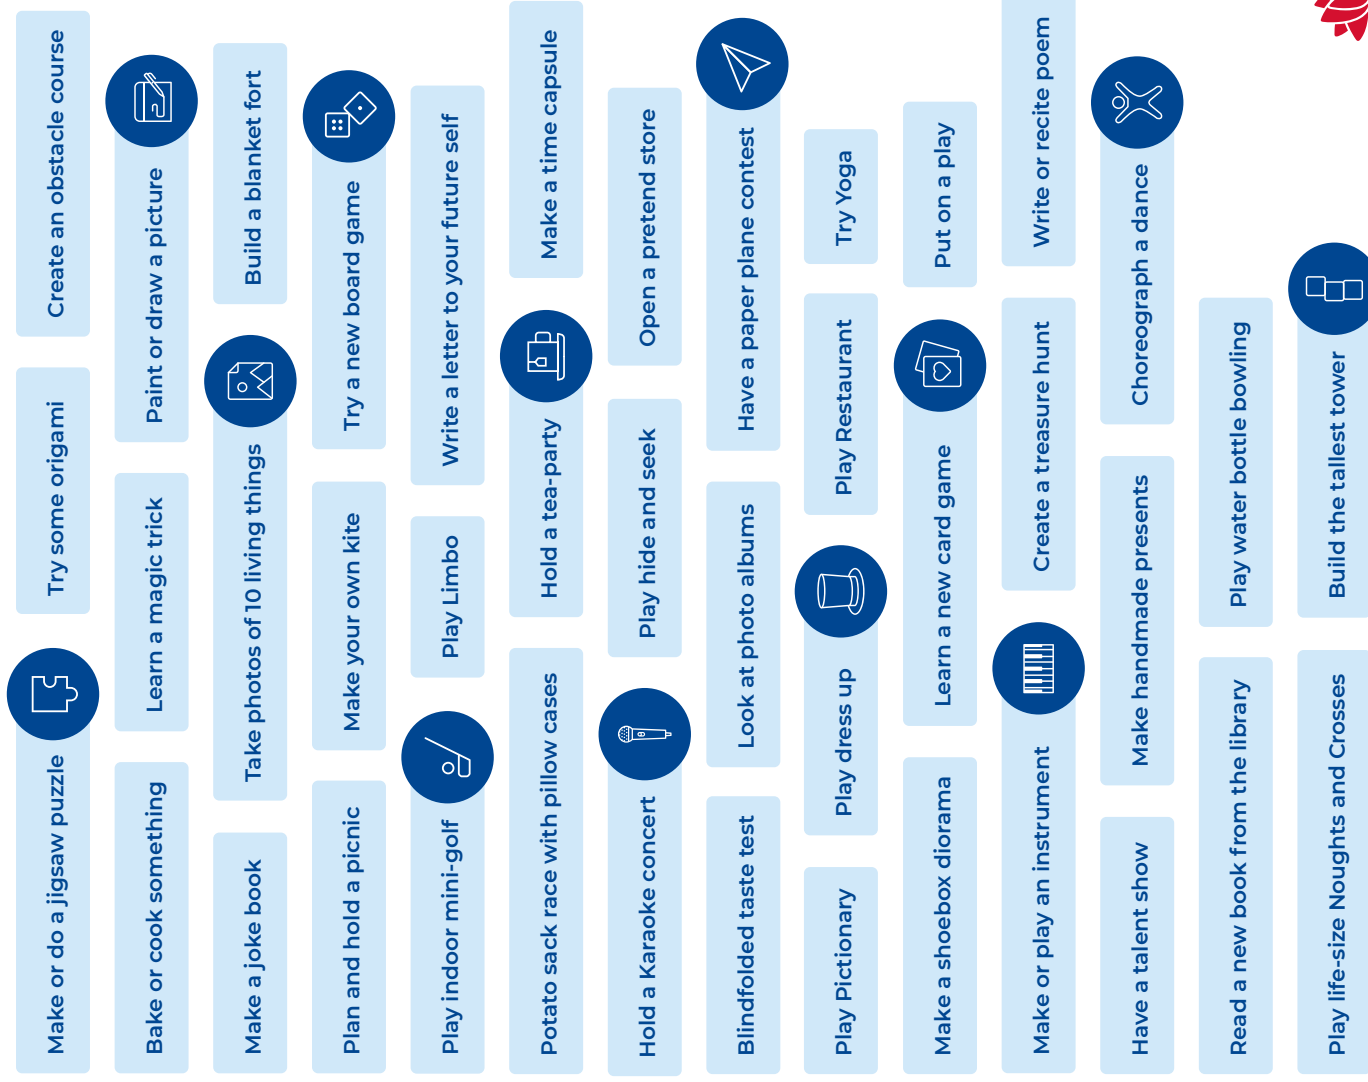 Make or do a jigsaw puzzle
Try some origami
Create an obstacle course
Bake or cook something
Learn a magic trick
Paint or draw a picture
Make a joke book
Take photos of 10 living things
Build a blanket fort
Plan and hold a picnic
Make your own kite
Try a new board game
Play indoor mini-golf
Play Limbo
Write a letter to your future self
Potato sack race with pillow cases
Hold a tea-party
Make a time capsule
Hold a Karaoke concert
Play hide and seek
Open a pretend store
Blindfolded taste test
Look at photo albums
Have a paper plane contest
Play Pictionary
Play dress up
Play Restaurant
Try Yoga
Make a shoebox diorama
Learn a new card game
Put on a play
Make or play an instrument
Create a treasure hunt
Write or recite poem
Have a talent show
Make handmade presents
Choreograph a dance
Read a new book from the library
Play water bottle bowling
Play life-size Noughts and Crosses
Build the tallest tower